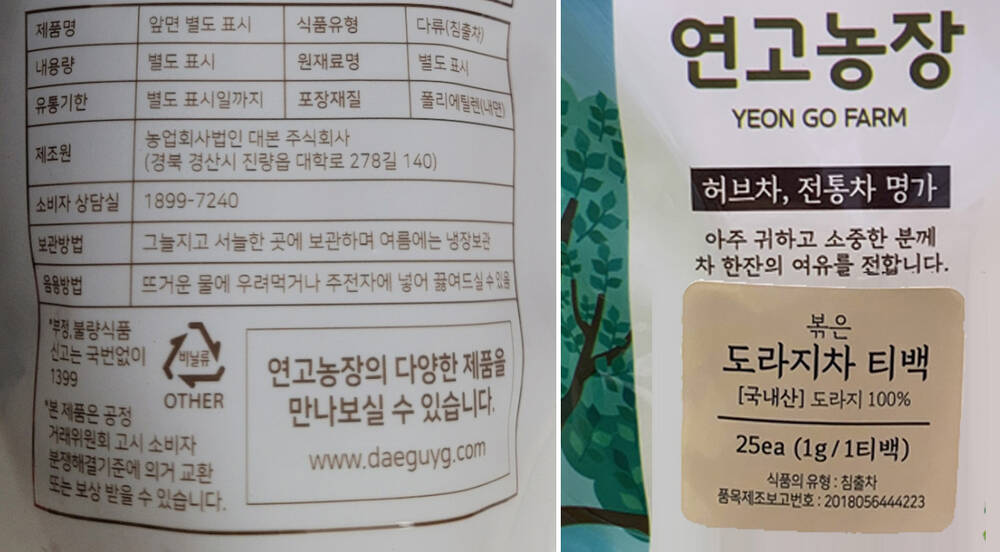 제품명 앞면 별도 표시 식품유형 다류(침출차)
내용량 별도 표시 원재료명 별도 표시
유통기한 별도 표시일까지 포장재질 폴리에틸렌(내면)
제조원 농업회사법인 대본 주식회사
(경북 경산시 진량읍 대학로 278길 140)
소비자 상담실 1899-7240
보관방법 그늘지고 서늘한 곳에 보관하며 여름에는 냉장보관
음용방법 뜨거운 물에 우려먹거나 주전자에 넣어 끓여드실수있음
*부정,불량식품
신고는 국번없이
1399
비닐류
OTHER
*본 제품은 공정
거래위원회 고시 소비자
분쟁해결기준에 의거 교환
또는 보상 받을 수 있습니다.
연고농장의 다양한 제품을
만나보실 수 있습니다.
www.daeguyg.com
연고농장
YEON GO FARM
허브차, 전통차 명가
아주 귀하고 소중한 분께
차 한잔의 여유를 전합니다.
볶은
도라지차 티백
[국내산] 도라지 100%
25ea (1g/1티백)
식품의 유형 : 침출차
품목제조보고번호 : 2018056444223